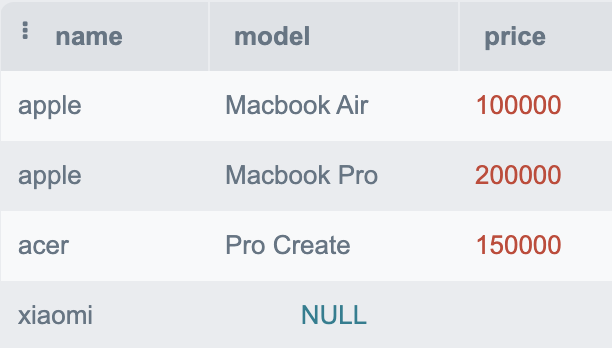 name model price
apple Macbook Air 100000
apple Macbook Pro 200000
acer Pro Create 150000
xiaomi NULL